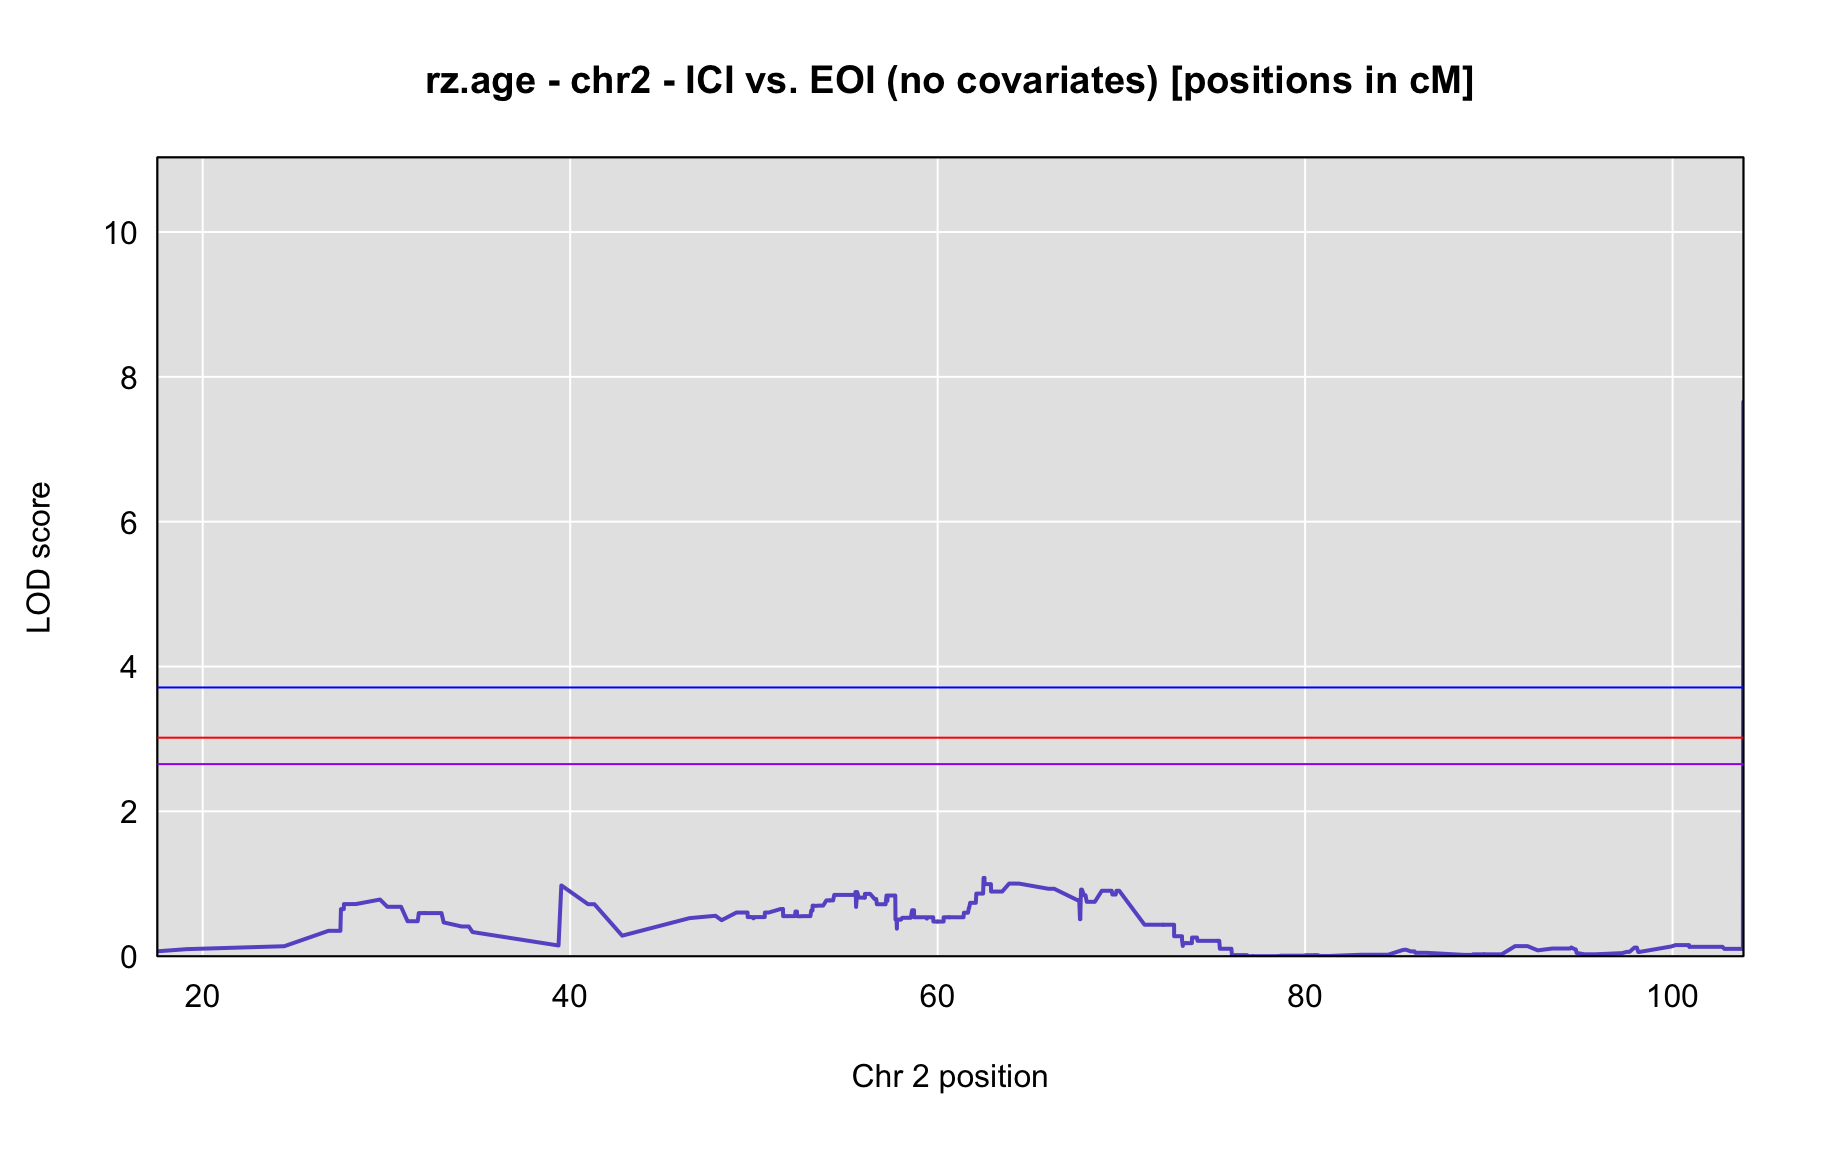 rz.age - chr2 - ICI vs. EOI (no covariates) [positions in cM]
10
8
6
4
2
0
LOD score
20 40 60 80 100
Chr 2 position